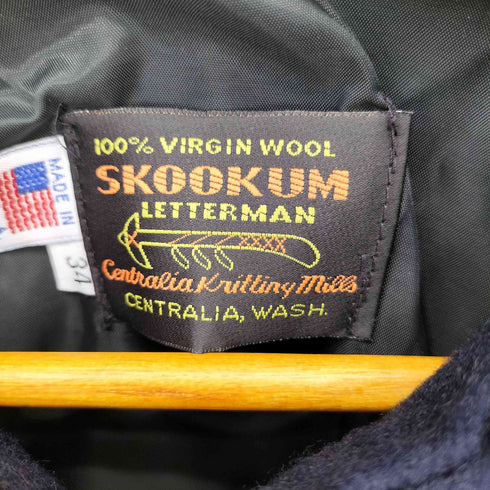 100% VIRGIN WOOL
SKOOKUM
LETTERMAN
Centralia Knitting Mills
CENTRALIA, WASH.
MADE IN
34